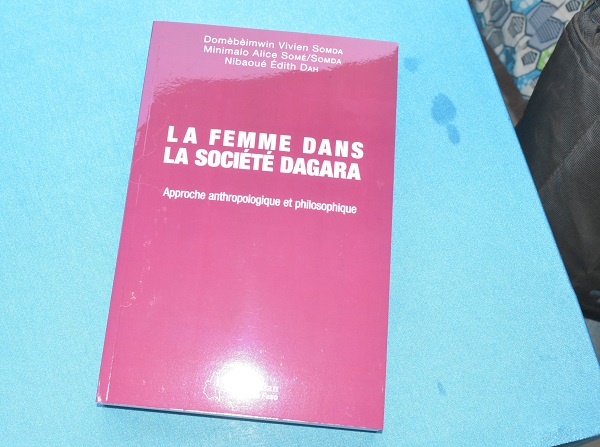 Domèbèimwin Vivien SOMDA
Minimalo Alice SOMÉ/SOMDA
Nibaoué Édith DAH
LA FEMME DANS
LA SOCIÉTÉ DAGARA
Approche anthropologique et philosophique
Faso